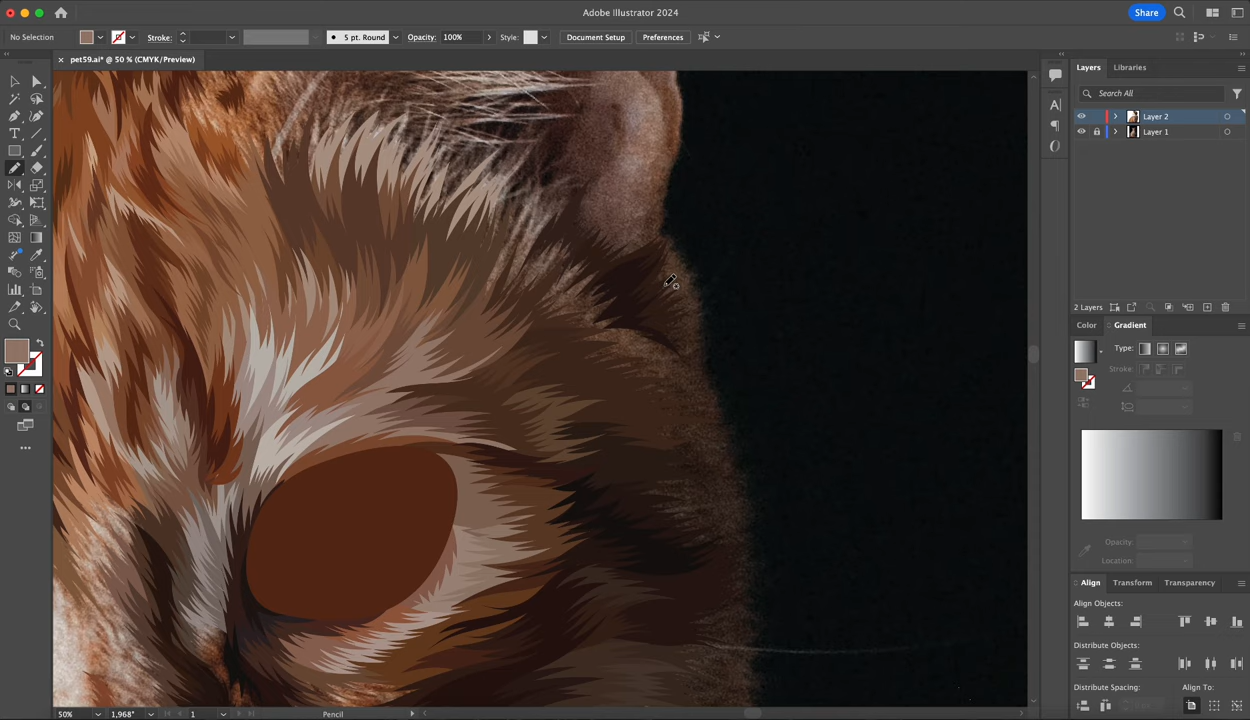 Adobe Illustrator 2024
Share
No Selection
Stroke:
5 pt. Round
Opacity: 100%
Style:
Document Setup
Preferences
× pet59.ai* @ 50 % (CMYK/Preview)
Layers
Libraries
Search All
Layer 2
Layer 1
2 Layers
Color
Gradient
Type:
Stroke:
Opacity:
Location:
Align
Transform
Transparency
Align Objects:
Distribute Objects:
Distribute Spacing:
Align To:
50%
1,968°
1
Pencil